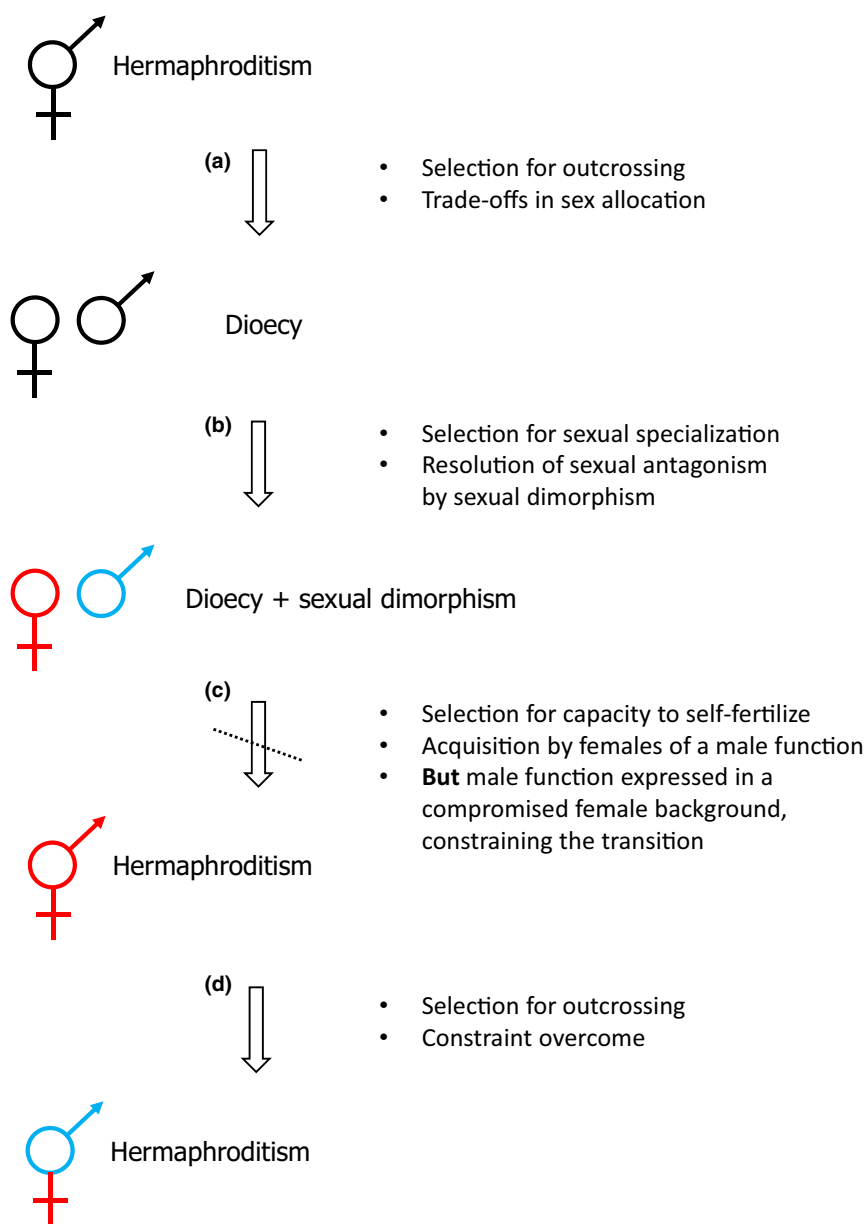 Hermaphroditism
(a)
• Selection for outcrossing
• Trade-offs in sex allocation
Dioecy
(b)
• Selection for sexual specialization
• Resolution of sexual antagonism
by sexual dimorphism
Dioecy + sexual dimorphism
(c)
• Selection for capacity to self-fertilize
• Acquisition by females of a male function
• But male function expressed in a
compromised female background,
constraining the transition
Hermaphroditism
(d)
• Selection for outcrossing
• Constraint overcome
Hermaphroditism